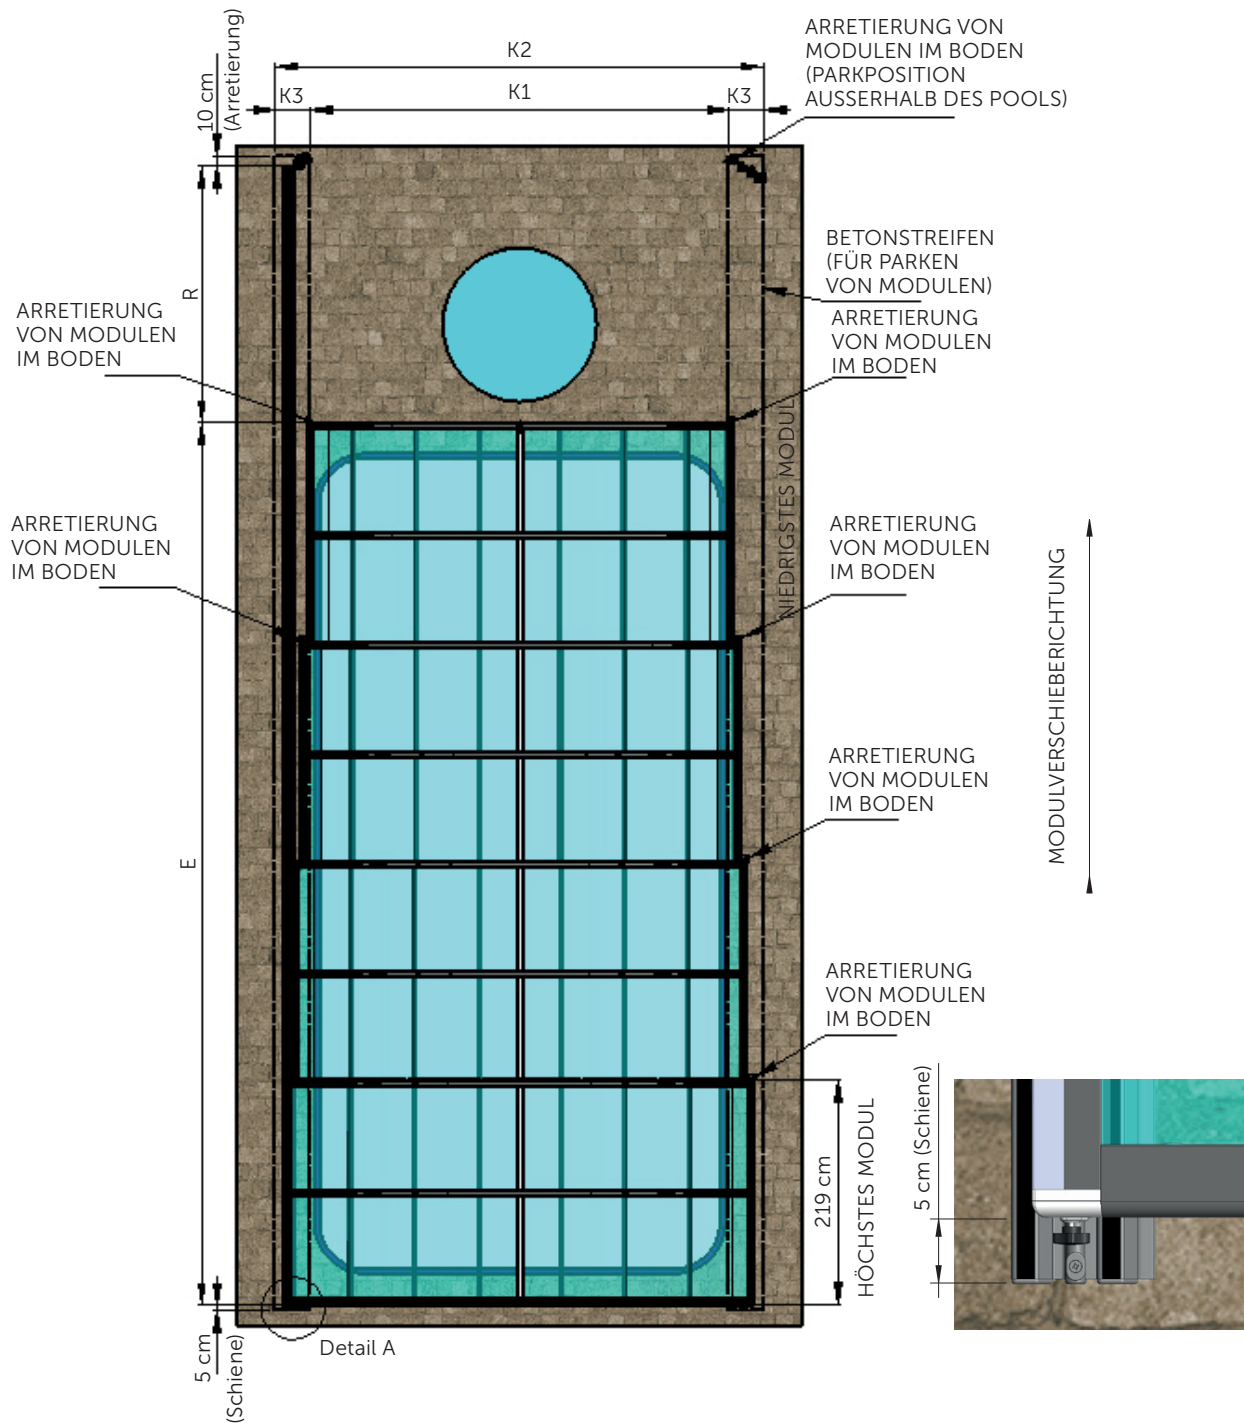 10 cm
(Arretierung)
K2
K3
K1
K3
ARRETIERUNG VON
MODULEN IM BODEN
(PARKPOSITION
AUSSERHALB DES POOLS)
R
BETONSTREIFEN
(FÜR PARKEN
VON MODULEN)
ARRETIERUNG
VON MODULEN
IM BODEN
ARRETIERUNG
VON MODULEN
IM BODEN
NIEDRIGSTES MODUL
ARRETIERUNG
VON MODULEN
IM BODEN
ARRETIERUNG
VON MODULEN
IM BODEN
MODULVERSCHIEBERICHTUNG
E
ARRETIERUNG
VON MODULEN
IM BODEN
ARRETIERUNG
VON MODULEN
IM BODEN
219 cm
HÖCHSTES MODUL
5 cm (Schiene)
5 cm
(Schiene)
Detail A